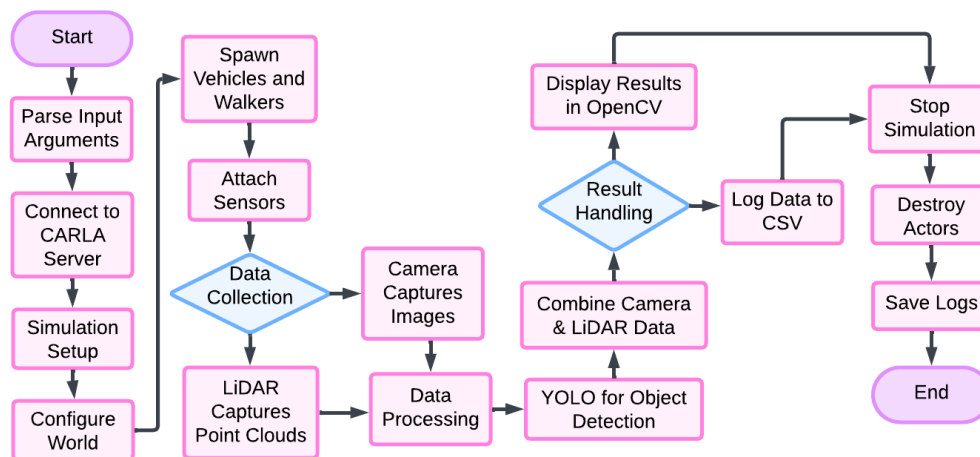 Start
Parse Input
Arguments
Connect to
CARLA
Server
Simulation
Setup
Configure
World
Spawn
Vehicles and
Walkers
Attach
Sensors
Data
Collection
Camera
Captures
Images
LiDAR
Captures
Point Clouds
Data
Processing
YOLO for Object
Detection
Combine Camera
& LiDAR Data
Result
Handling
Display Results
in OpenCV
Log Data to
CSV
Stop
Simulation
Destroy
Actors
Save Logs
End